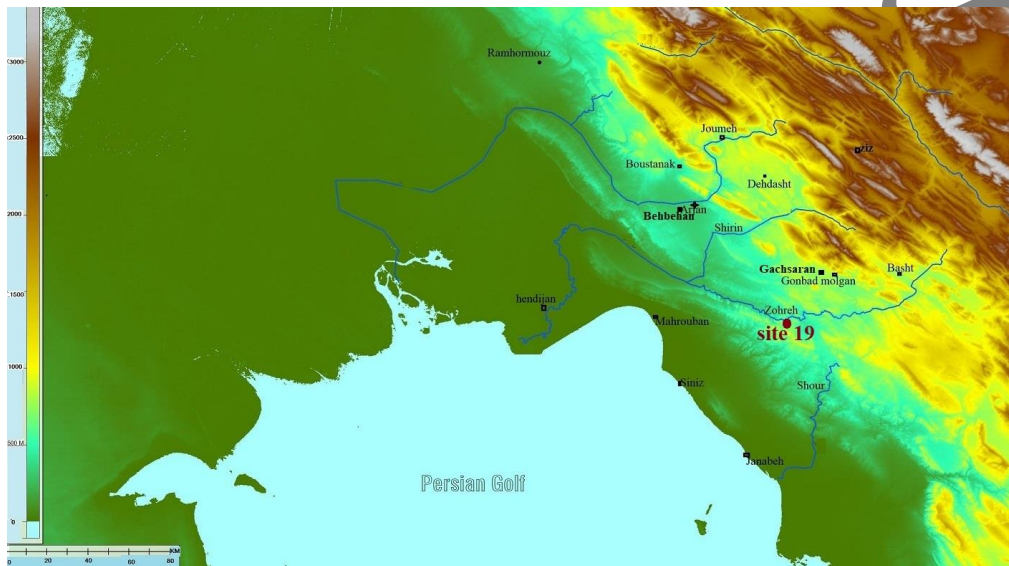 Ramhormouz
3000
2500
Joumeh
ziz
Boustanak
Dehdasht
2000
Arjan
Behbehan
Shirin
Gachsaran
Basht
Gonbad molgan
1500
hendijan
Zohreh
Mahrouban
site 19
1000
Siniz
Shour
500 M
Janabeh
Persian Golf
0
KM
0 20 40 60 80